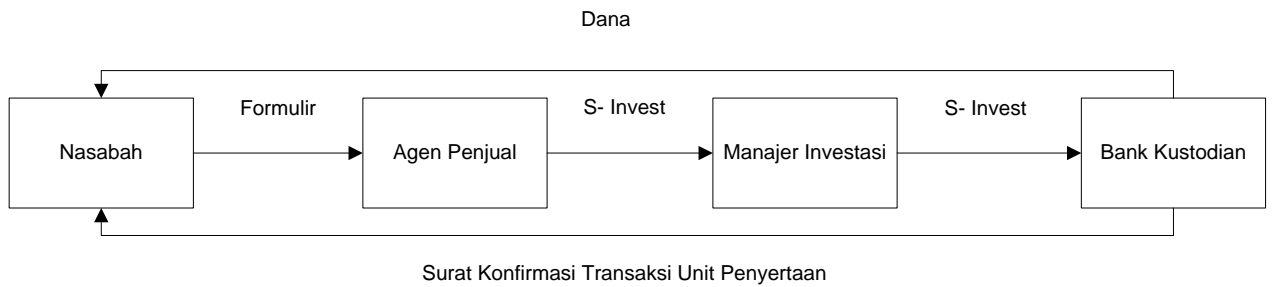 Dana
Formulir
S- Invest
S- Invest
Nasabah
Agen Penjual
Manajer Investasi
Bank Kustodian
Surat Konfirmasi Transaksi Unit Penyertaan